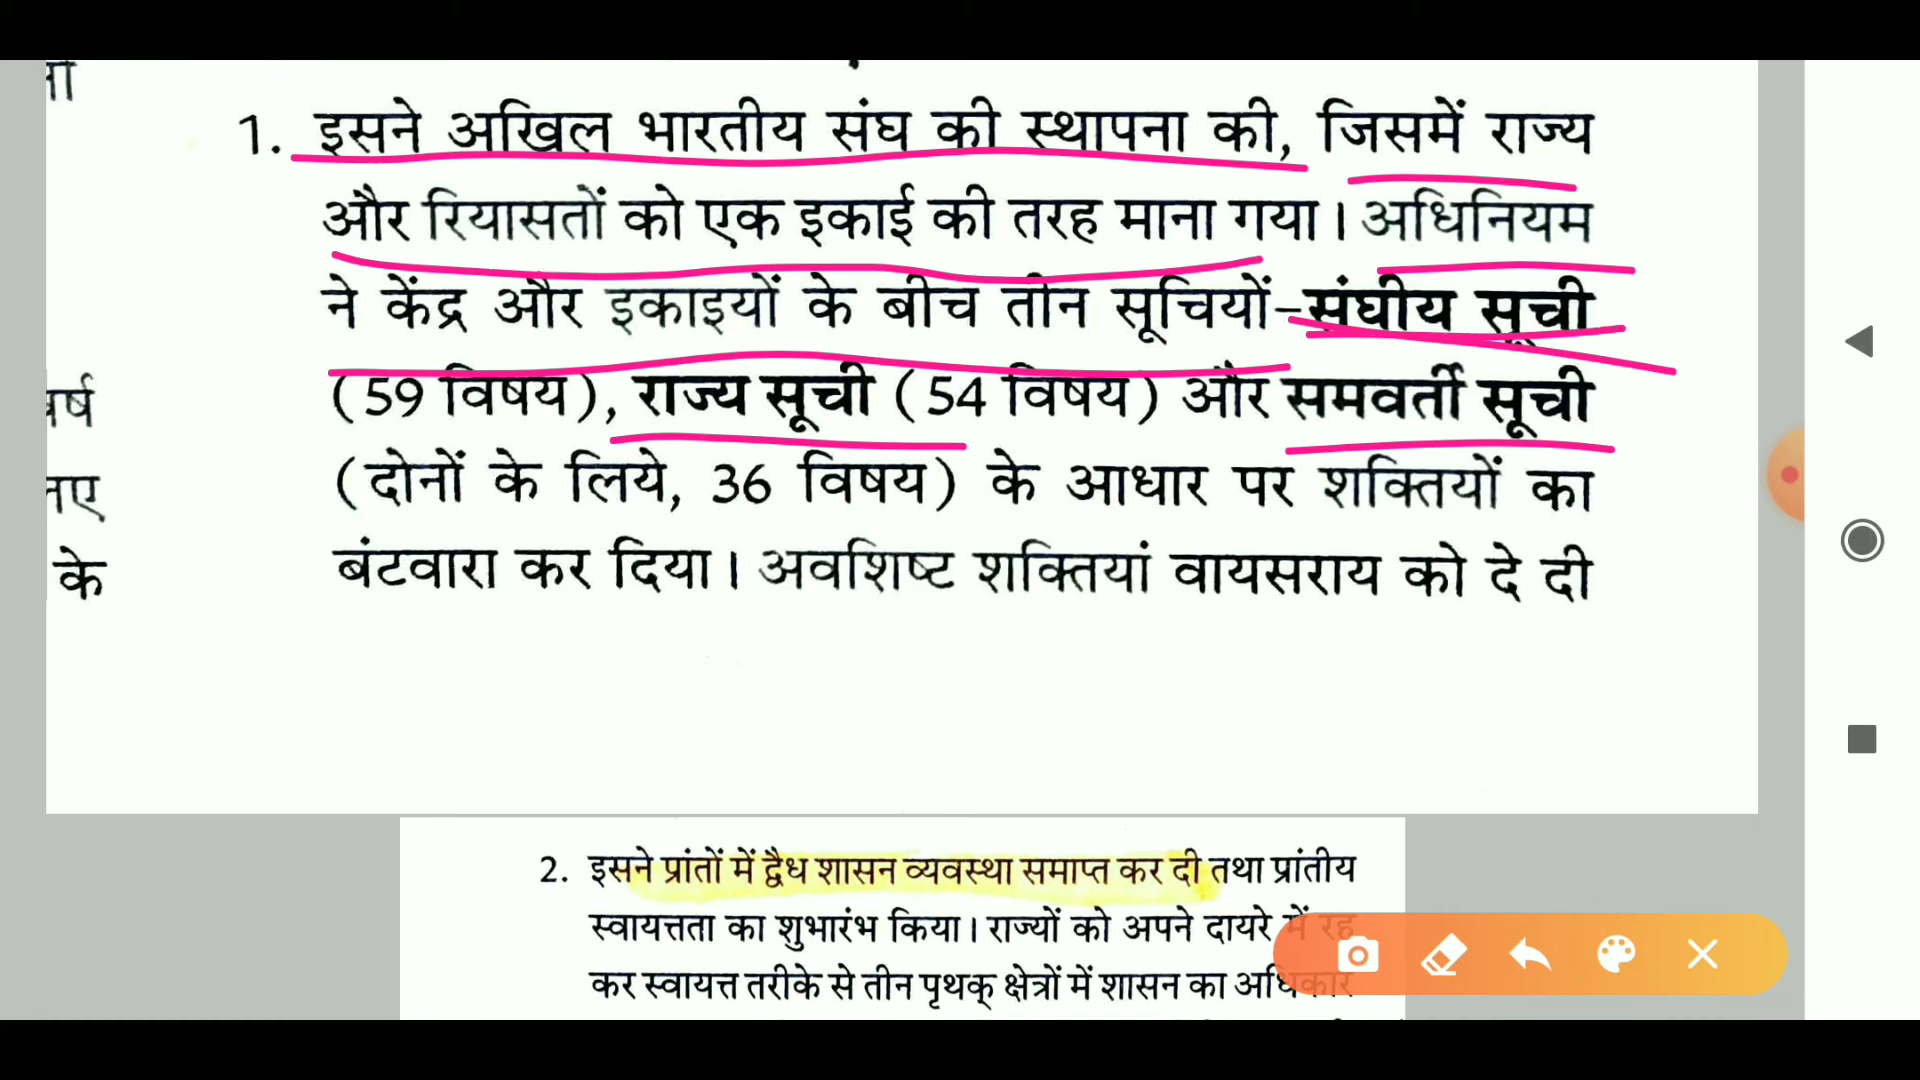 1. इसने अखिल भारतीय संघ की स्थापना की, जिसमें राज्य
और रियासतों को एक इकाई की तरह माना गया। अधिनियम
ने केंद्र और इकाइयों के बीच तीन सूचियों-संघीय सूची
(59 विषय), राज्य सूची (54 विषय) और समवर्ती सूची
(दोनों के लिये, 36 विषय) के आधार पर शक्तियों का
बंटवारा कर दिया। अवशिष्ट शक्तियां वायसराय को दे दी
के
2. इसने प्रांतों में द्वैध शासन व्यवस्था समाप्त कर दी तथा प्रांतीय
स्वायत्तता का शुभारंभ किया। राज्यों को अपने दायरे में रह
कर स्वायत्त तरीके से तीन पृथक् क्षेत्रों में शासन का अधिकार